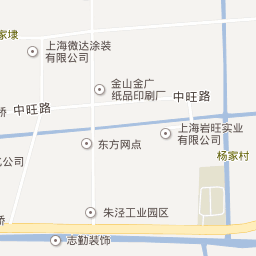 家埭
上海微达涂装
有限公司
金山金广
纸品印刷厂
中旺路
桥
中旺路
上海岩旺实业
有限公司
东方网点
杨家村
公司
朱泾工业园区
桥
志勤装饰